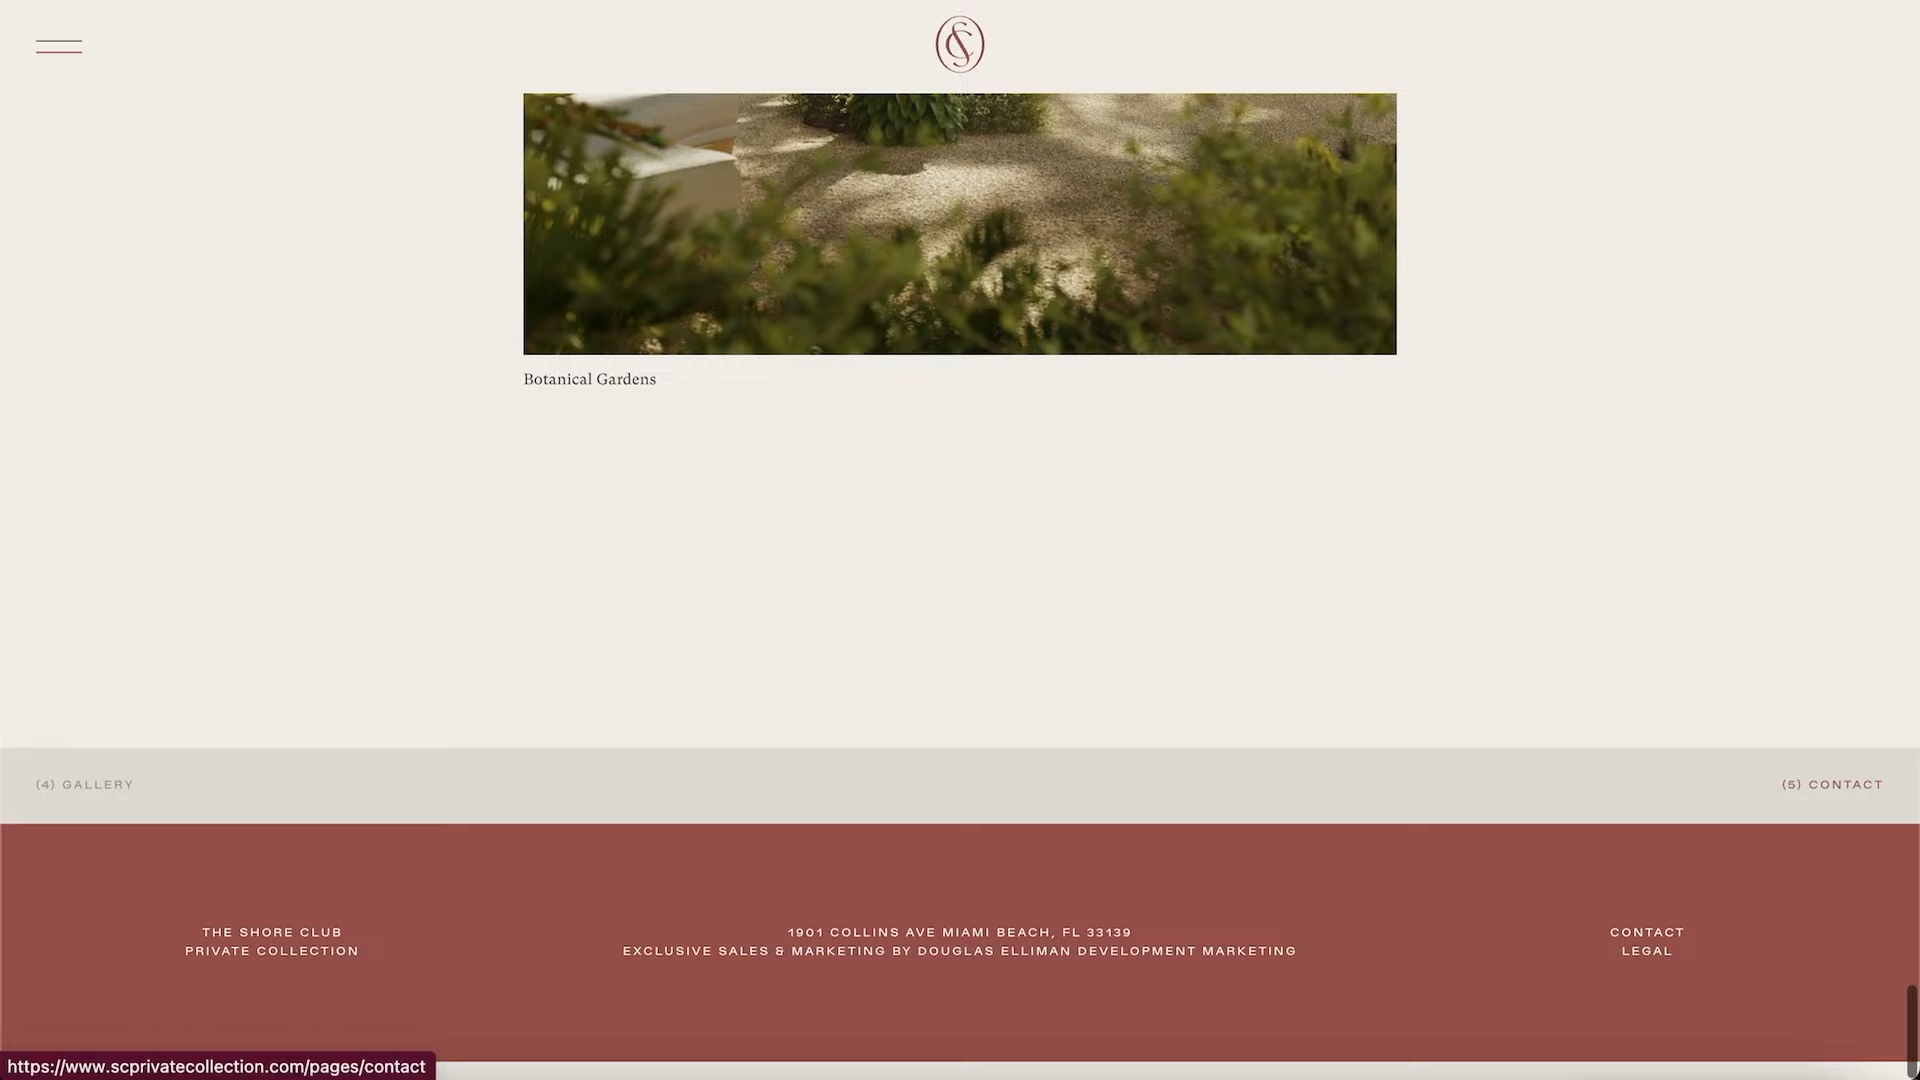 Botanical Gardens
(4) GALLERY
(5) CONTACT
THE SHORE CLUB
PRIVATE COLLECTION
1901 COLLINS AVE MIAMI BEACH, FL 33139
EXCLUSIVE SALES & MARKETING BY DOUGLAS ELLIMAN DEVELOPMENT MARKETING
CONTACT
LEGAL
https://www.scprivatecollection.com/pages/contact